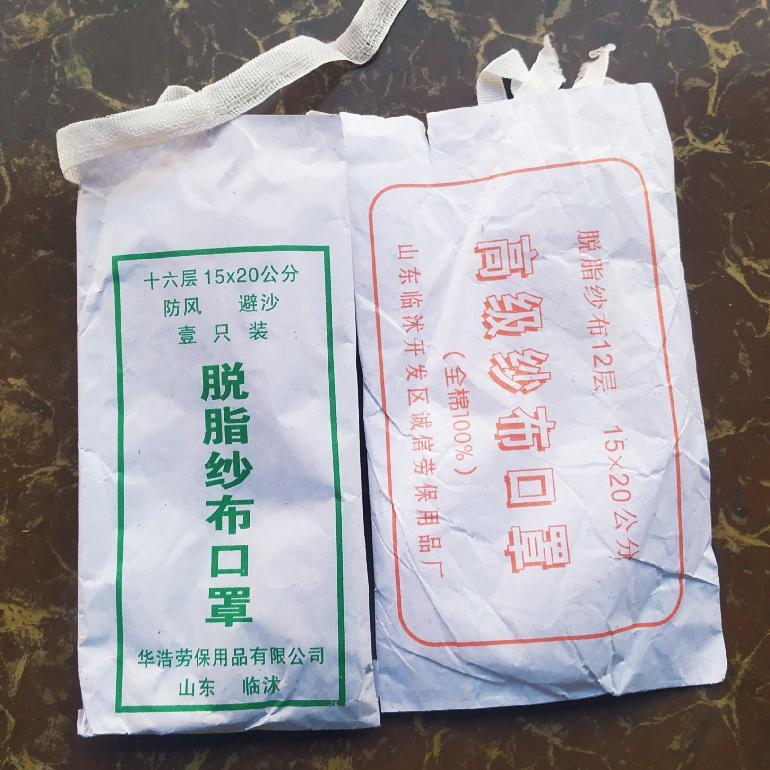 十六层 15x20公分
防风 避沙
壹只装
脱脂纱布口罩
华浩劳保用品有限公司
山东 临沭
脱脂纱布12层 15×20公分
高级纱布口罩
(全棉100%)
山东临沭开发区诚信劳保用品厂